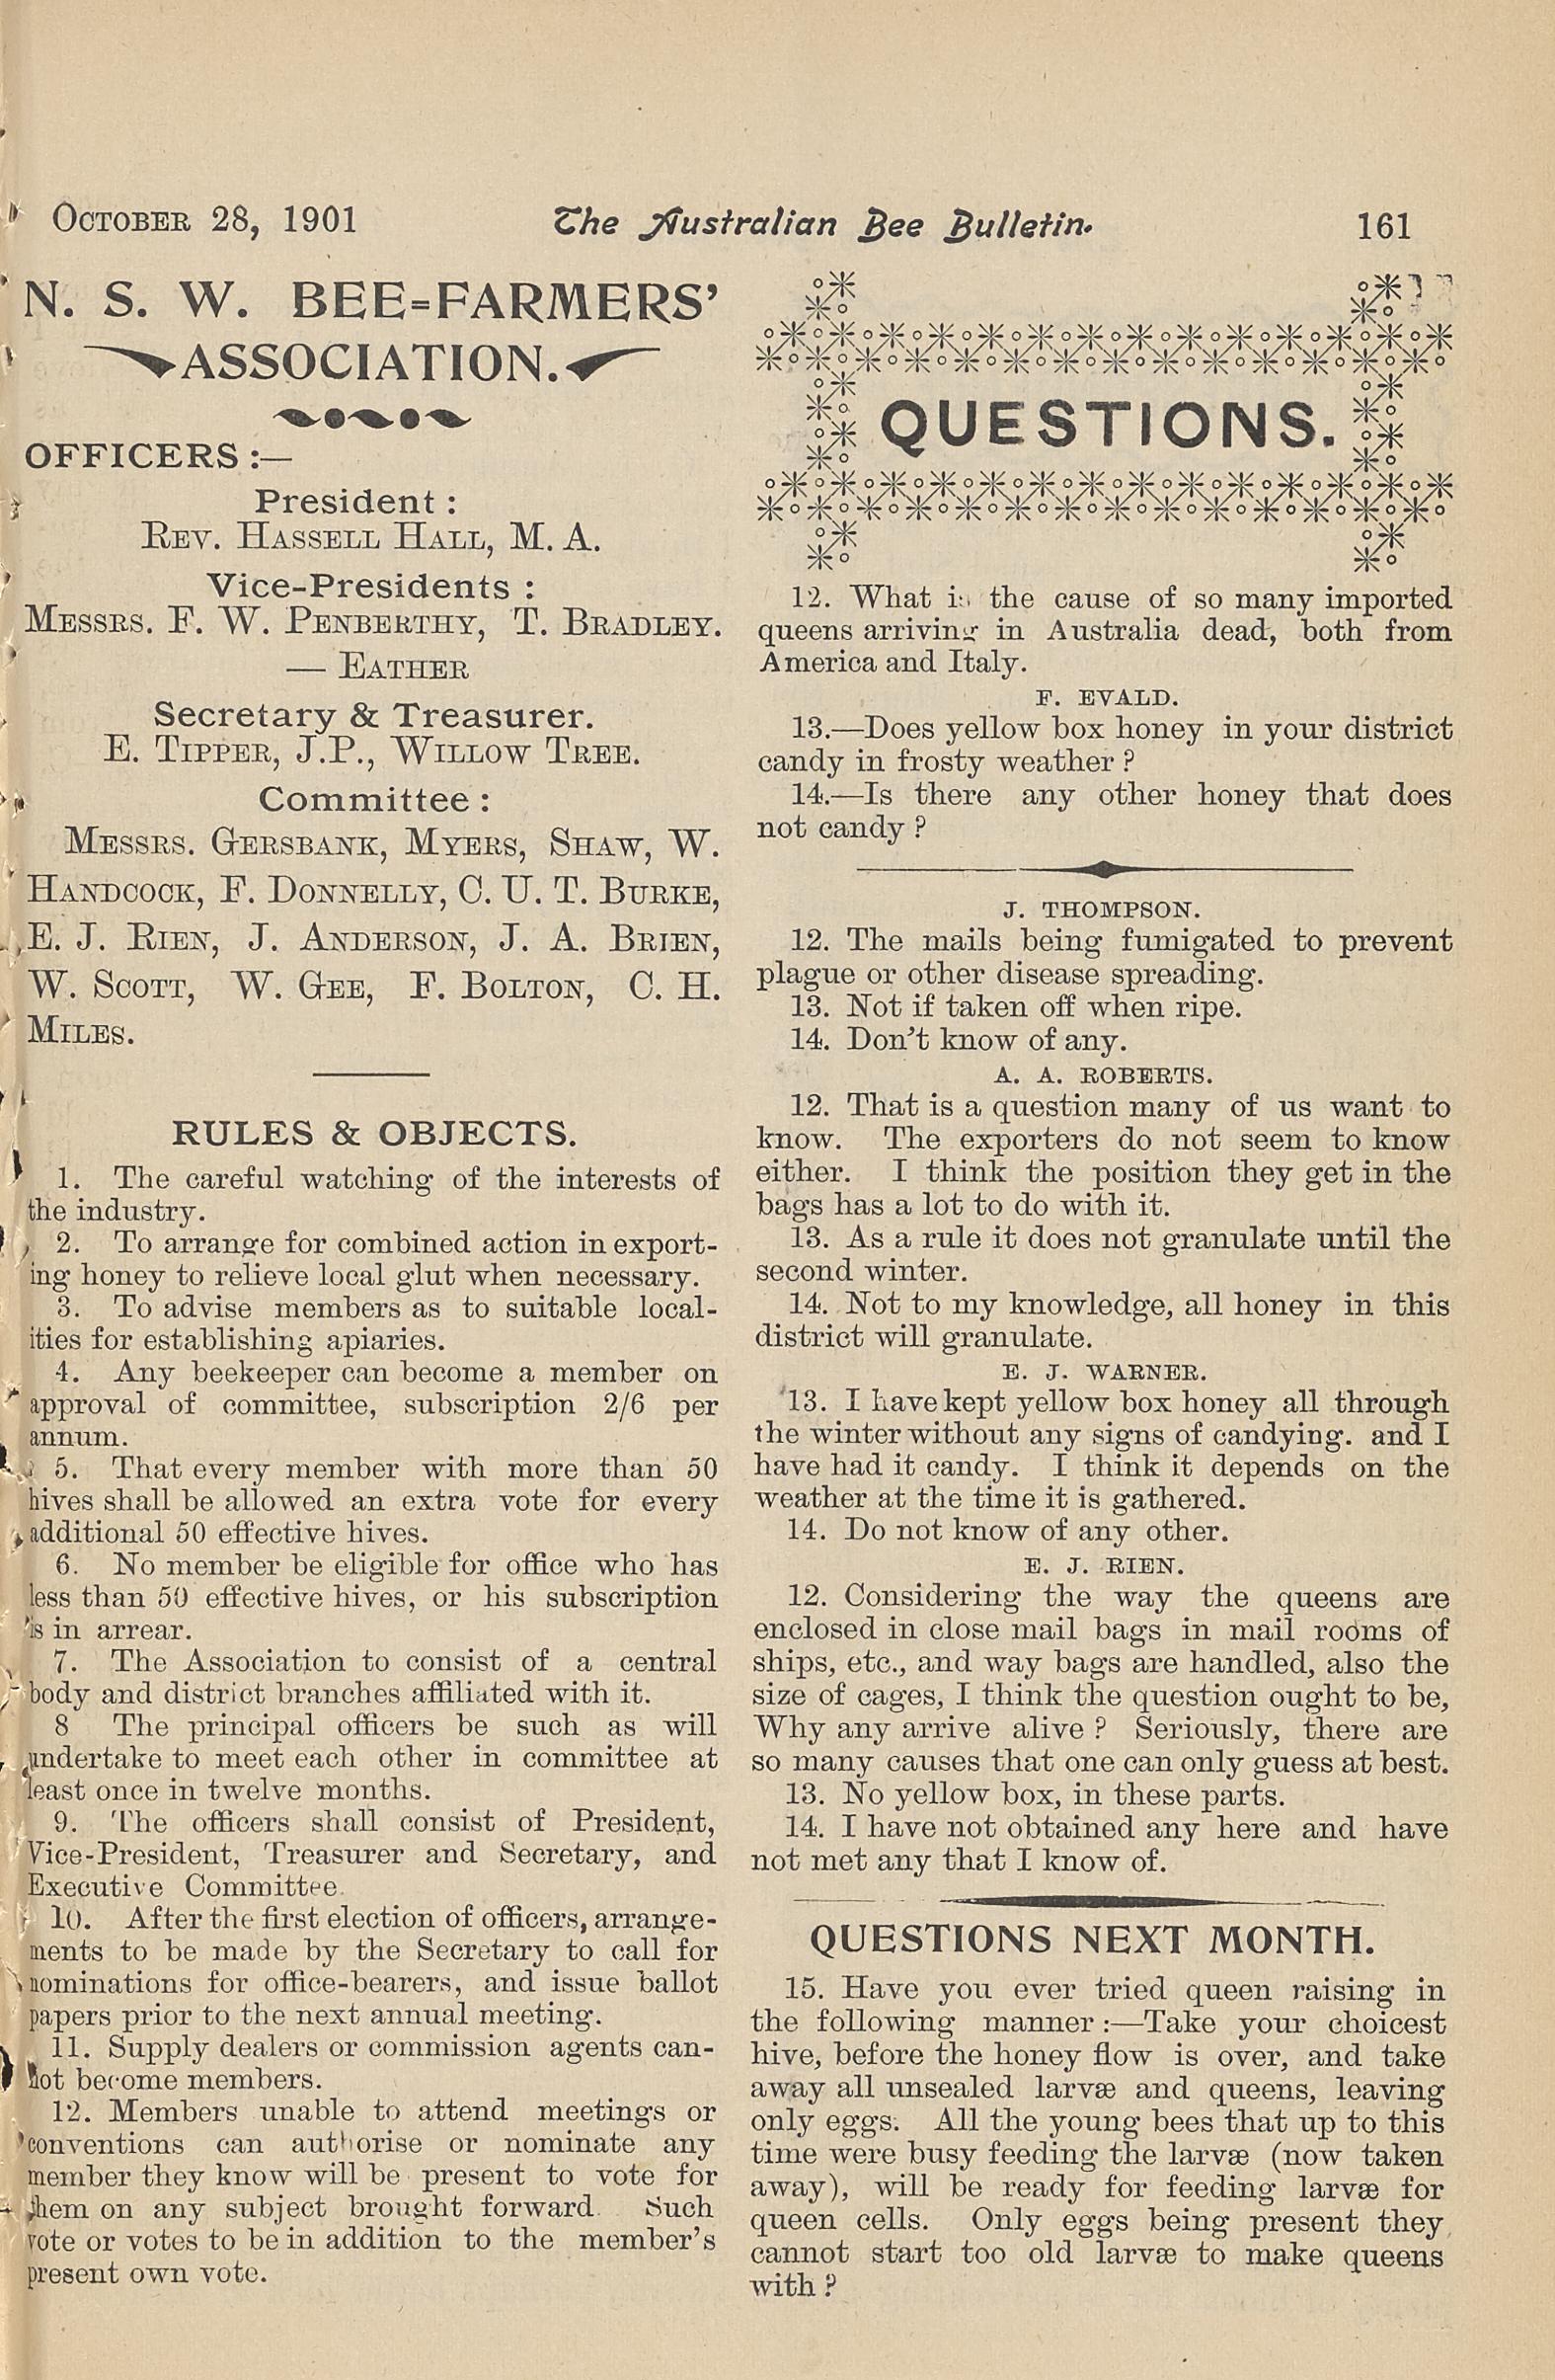 OCTOBER 28, 1901 The Australian Bee Bulletin. 161
N. S. W. BEE=FARMERS'
ASSOCIATION.
OFFICERS :—
President :
REV. HASSELL HALL, M. A.
Vice-Presidents :
MESSRS. F. W. PENBERTHY, T. BRADLEY.
— EATHER
Secretary & Treasurer.
E. TIPPER, J.P., WILLOW TREE.
Committee :
MESSRS. GERSBANK, MYERS, SHAW, W.
HANDCOCK, F. DONNELLY, C. U. T. BURKE,
E. J. RIEN, J. ANDERSON, J. A. BRIEN,
W. SCOTT, W. GEE, F. BOLTON, C. H.
MILES.
RULES & OBJECTS.
1. The careful watching of the interests of
the industry.
2. To arrange for combined action in export-
ing honey to relieve local glut when necessary.
3. To advise members as to suitable local-
ities for establishing apiaries.
4. Any beekeeper can become a member on
approval of committee, subscription 2/6 per
annum.
5. That every member with more than 50
hives shall be allowed an extra vote for every
additional 50 effective hives.
6. No member be eligible for office who has
less than 50 effective hives, or his subscription
is in arrear.
7. The Association to consist of a central
body and district branches affiliated with it.
8 The principal officers be such as will
undertake to meet each other in committee at
least once in twelve months.
9. The officers shall consist of President,
Vice-President, Treasurer and Secretary, and
Executive Committee.
10. After the first election of officers, arrange-
ments to be made by the Secretary to call for
nominations for office-bearers, and issue ballot
papers prior to the next annual meeting.
11. Supply dealers or commission agents can-
not become members.
12. Members unable to attend meetings or
conventions can authorise or nominate any
member they know will be present to vote for
them on any subject brought forward. Such
vote or votes to be in addition to the member's
present own vote.
QUESTIONS.
12. What is the cause of so many imported
queens arriving in Australia dead, both from
America and Italy.
F. EVALD.
13.—Does yellow box honey in your district
candy in frosty weather ?
14.—Is there any other honey that does
not candy ?
J. THOMPSON.
12. The mails being fumigated to prevent
plague or other disease spreading.
13. Not if taken off when ripe.
14. Don't know of any.
A. A. ROBERTS.
12. That is a question many of us want to
know. The exporters do not seem to know
either. I think the position they get in the
bags has a lot to do with it.
13. As a rule it does not granulate until the
second winter.
14. Not to my knowledge, all honey in this
district will granulate.
E. J. WARNER.
13. I have kept yellow box honey all through
the winter without any signs of candying. and I
have had it candy. I think it depends on the
weather at the time it is gathered.
14. Do not know of any other.
E. J. RIEN.
12. Considering the way the queens are
enclosed in close mail bags in mail rooms of
ships, etc., and way bags are handled, also the
size of cages, I think the question ought to be,
Why any arrive alive ? Seriously, there are
so many causes that one can only guess at best.
13. No yellow box, in these parts.
14. I have not obtained any here and have
not met any that I know of.
QUESTIONS NEXT MONTH.
15. Have you ever tried queen raising in
the following manner :—Take your choicest
hive, before the honey flow is over, and take
away all unsealed larvæ and queens, leaving
only eggs. All the young bees that up to this
time were busy feeding the larvæ (now taken
away), will be ready for feeding larvæ for
queen cells. Only eggs being present they
cannot start too old larvæ to make queens
with ?